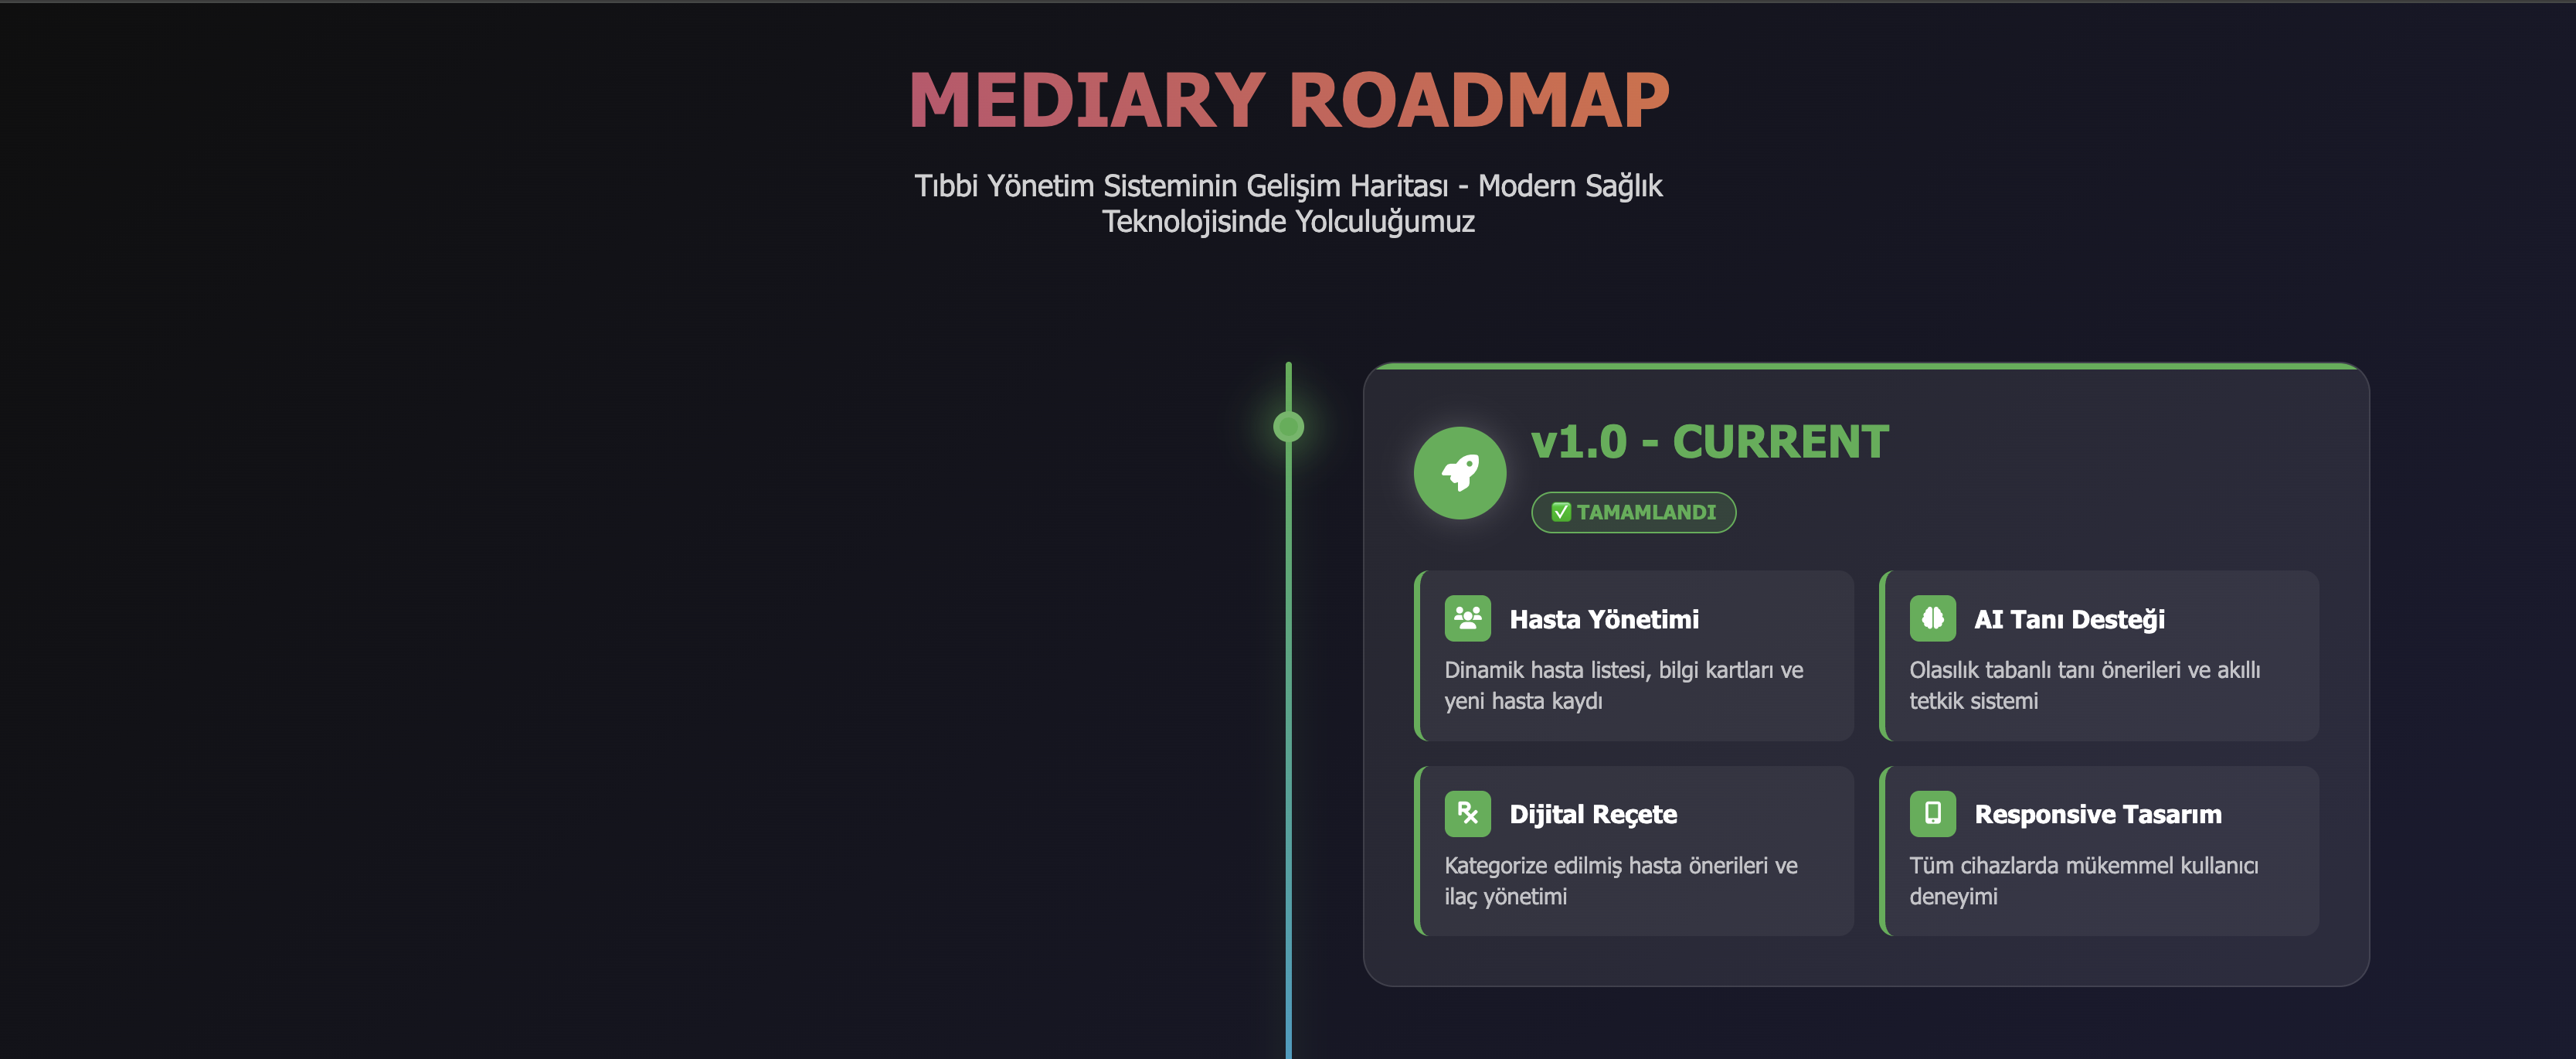 MEDIARY ROADMAP
Tıbbi Yönetim Sisteminin Gelişim Haritası - Modern Sağlık
Teknolojisinde Yolculuğumuz
v1.0 - CURRENT
✅ TAMAMLANDI
Hasta Yönetimi
Dinamik hasta listesi, bilgi kartları ve
yeni hasta kaydı
AI Tanı Desteği
Olasılık tabanlı tanı önerileri ve akıllı
tetkik sistemi
Dijital Reçete
Kategorize edilmiş hasta önerileri ve
ilaç yönetimi
Responsive Tasarım
Tüm cihazlarda mükemmel kullanıcı
deneyimi